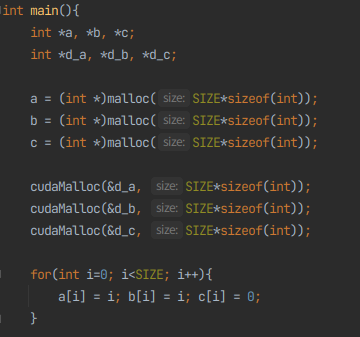 int main(){
int *a, *b, *c;
int *d_a, *d_b, *d_c;
a = (int *)malloc( size: SIZE*sizeof(int));
b = (int *)malloc( size: SIZE*sizeof(int));
c = (int *)malloc( size: SIZE*sizeof(int));
cudaMalloc(&d_a, size: SIZE*sizeof(int));
cudaMalloc(&d_b, size: SIZE*sizeof(int));
cudaMalloc(&d_c, size: SIZE*sizeof(int));
for(int i=0; i<SIZE; i++){
a[i] = i; b[i] = i; c[i] = 0;
}